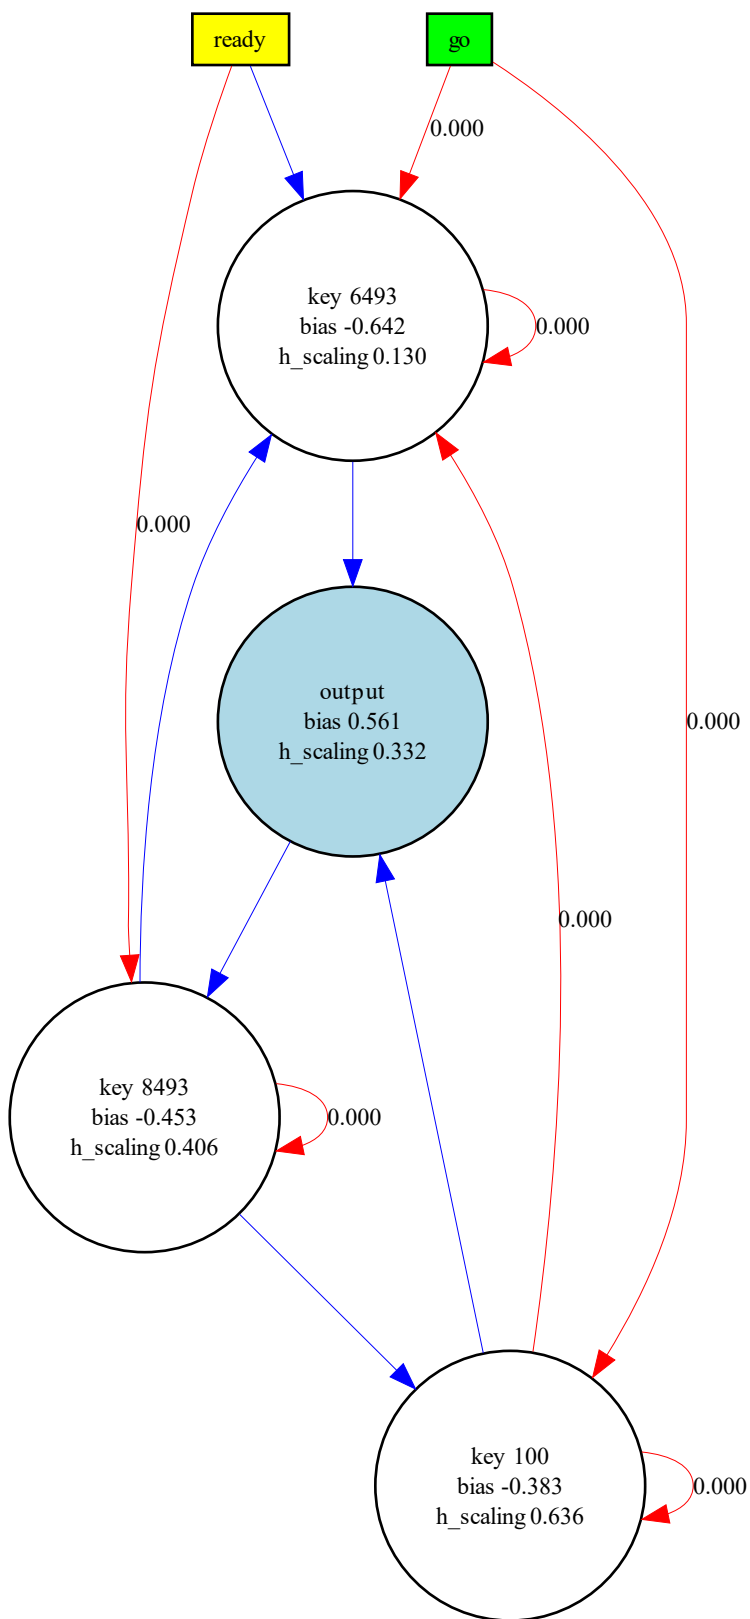 ready
go
0.000
key 6493
bias -0.642
h_scaling 0.130
0.000
0.000
output
bias 0.561
h_scaling 0.332
0.000
0.000
key 8493
bias -0.453
h_scaling 0.406
0.000
key 100
bias -0.383
h_scaling 0.636
0.000